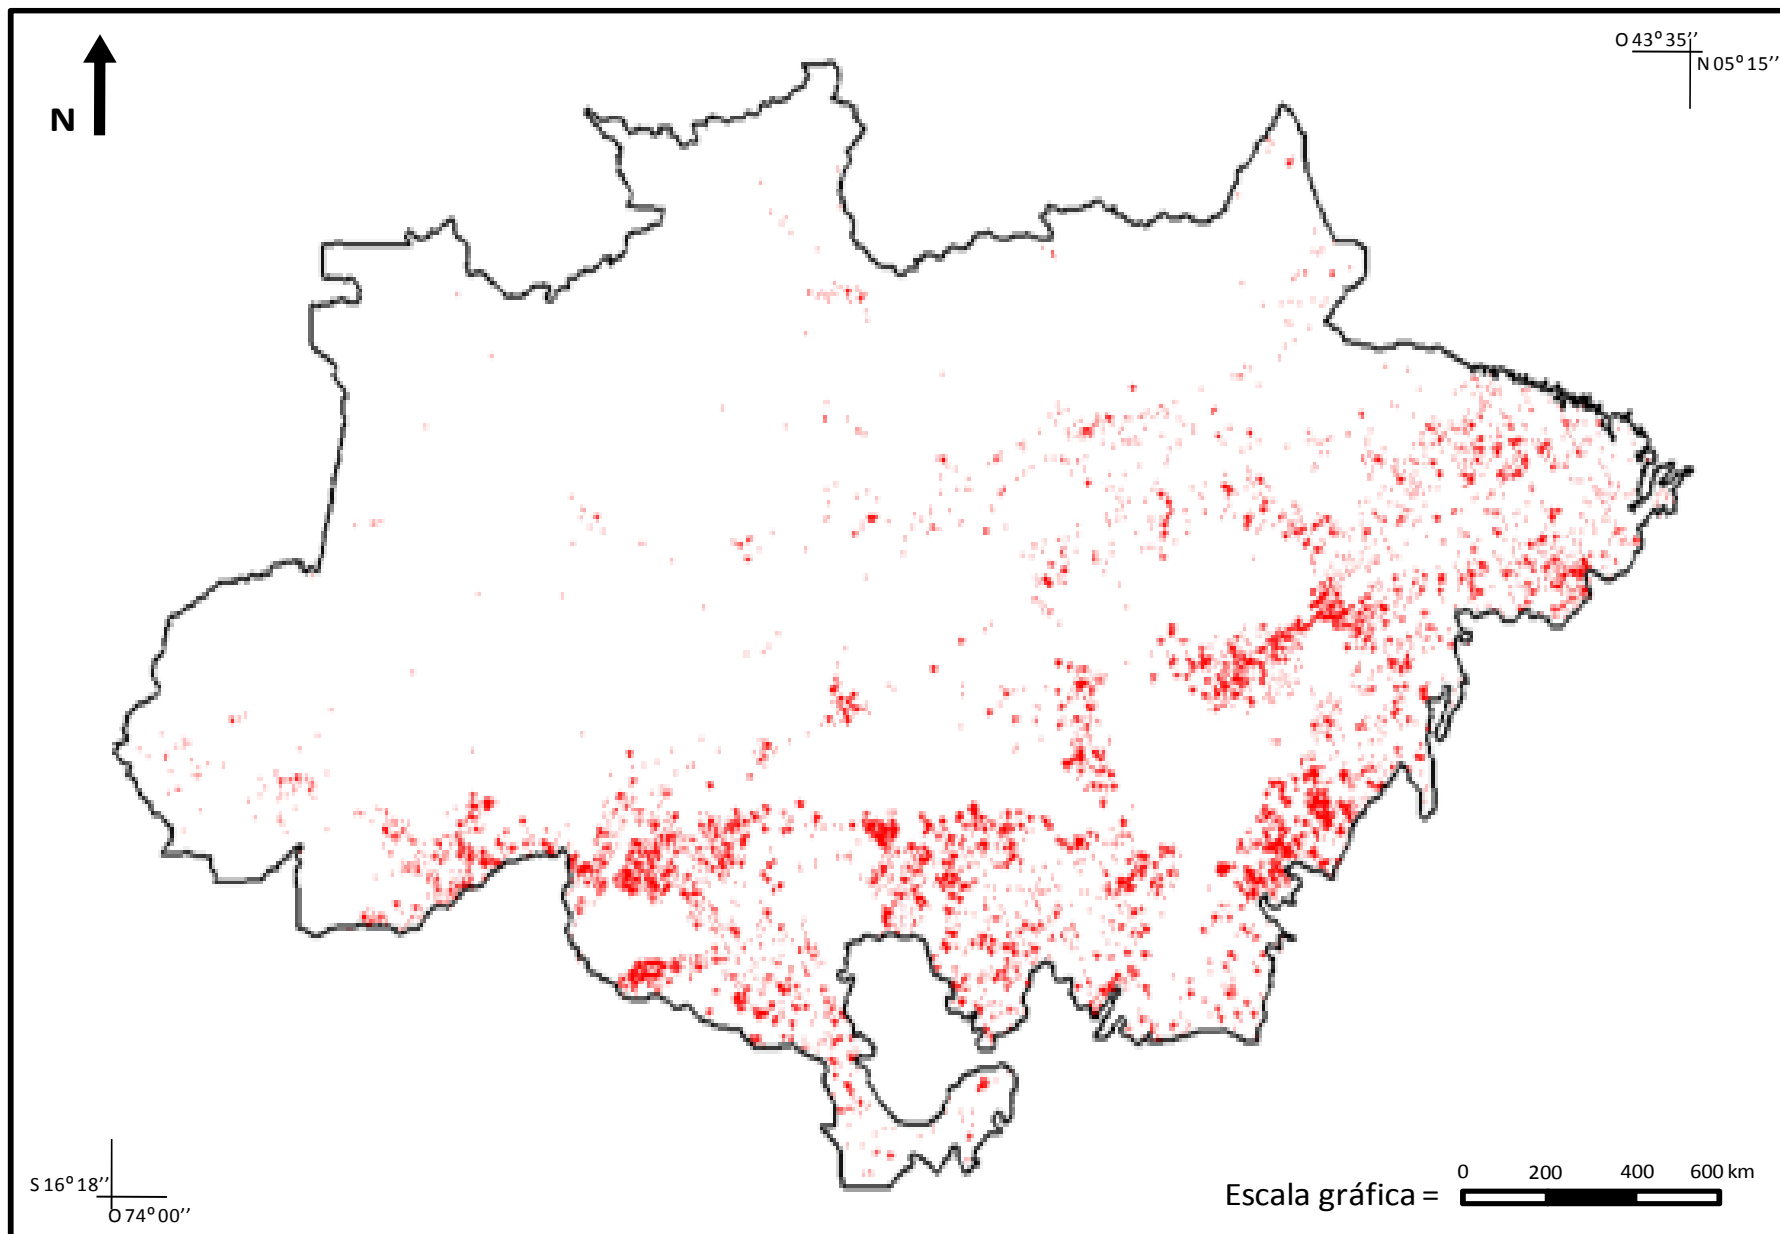 O 43° 35’’
N 05° 15’’
N
S 16° 18’’
O 74° 00’’
0 200 400 600 km
Escala gráfica =